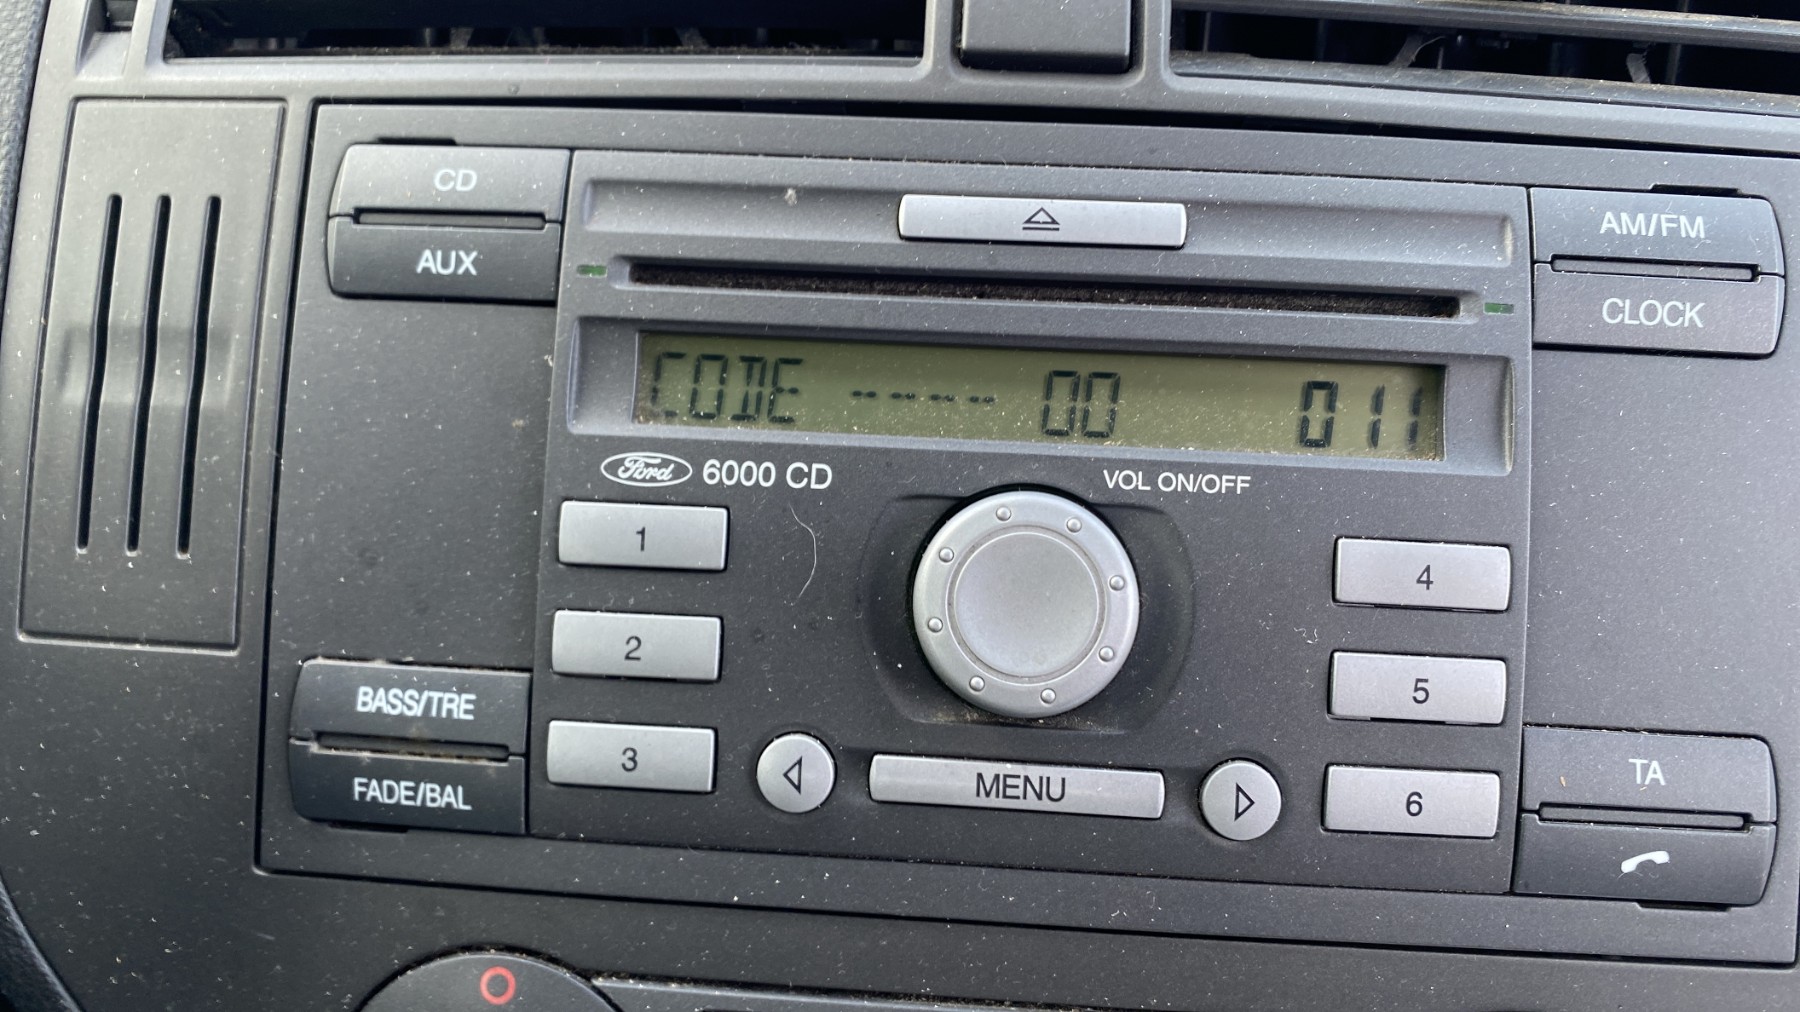 CD
AUX
AM/FM
CLOCK
CODE ---- 00 011
Ford 6000 CD
VOL ON/OFF
1
4
2
5
BASS/TRE
FADE/BAL
3
MENU
6
TA